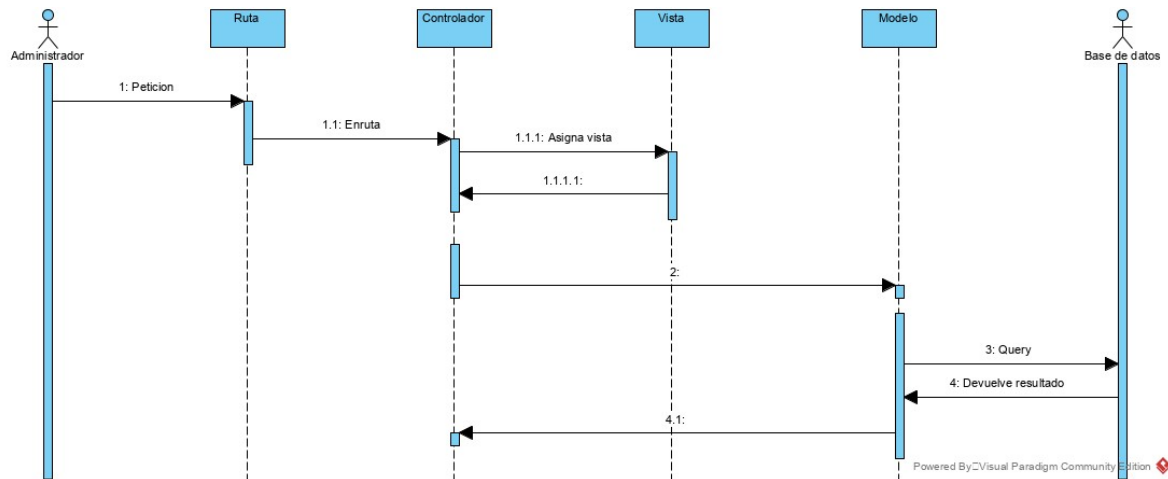 Ruta
Controlador
Vista
Modelo
Administrador
Base de datos
1: Peticion
1.1: Enruta
1.1.1: Asigna vista
1.1.1.1:
2:
3: Query
4: Devuelve resultado
4.1:
Powered By Visual Paradigm Community Edition